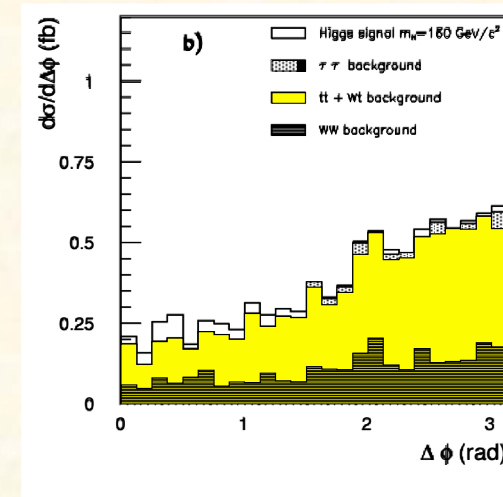 b)
Higgs signal mH=160 GeV/c²
τ τ background
tt + Wt background
WW background
dσ/dΔϕ (fb)
1
0.75
0.5
0.25
0
0 1 2 3
Δ ϕ (rad)